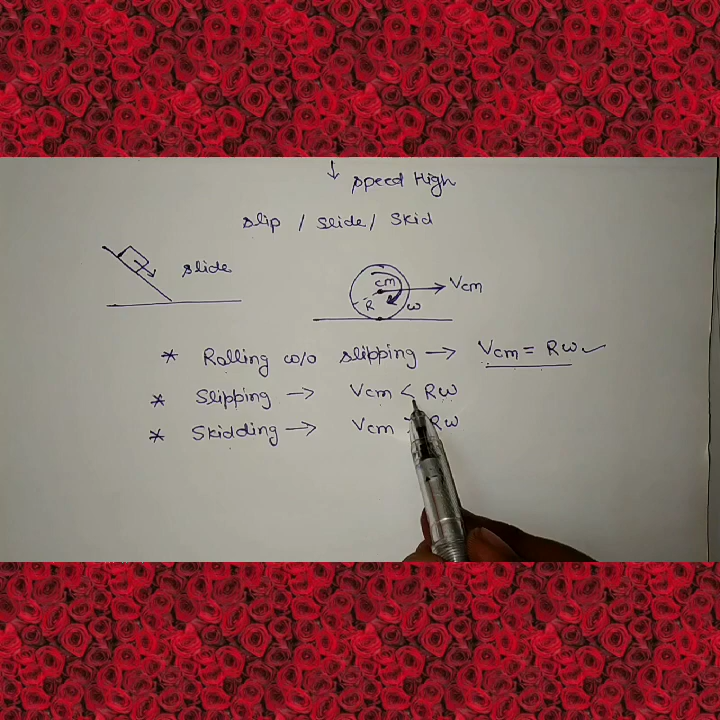 ↓ speed High
slip / slide / skid
slide
cm
Vcm
R
ω
* Rolling w/o slipping → Vcm = Rω ✓
* Slipping → Vcm < Rω
* Skidding → Vcm Rω